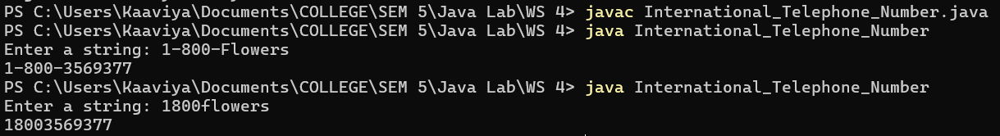 PS C:\Users\Kaaviya\Documents\COLLEGE\SEM 5\Java Lab\WS 4> javac International_Telephone_Number.java
PS C:\Users\Kaaviya\Documents\COLLEGE\SEM 5\Java Lab\WS 4> java International_Telephone_Number
Enter a string: 1-800-Flowers
1-800-3569377
PS C:\Users\Kaaviya\Documents\COLLEGE\SEM 5\Java Lab\WS 4> java International_Telephone_Number
Enter a string: 1800flowers
18003569377